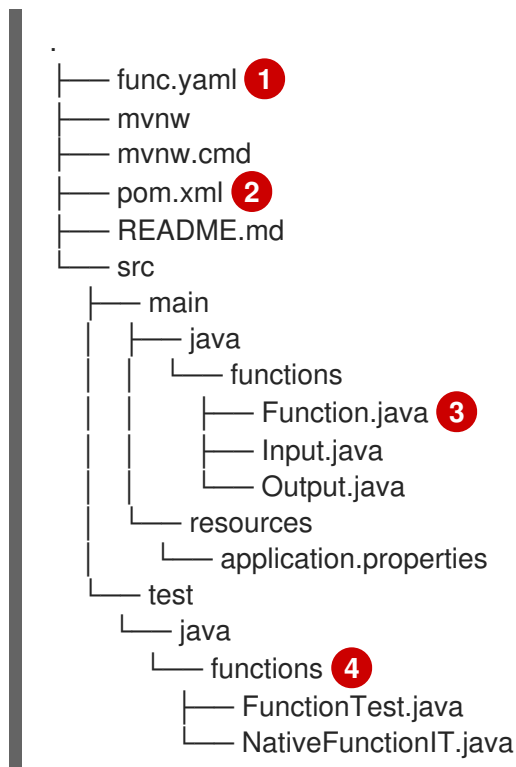 .
├── func.yaml 1
├── mvnw
├── mvnw.cmd
├── pom.xml 2
├── README.md
└── src
    ├── main
    │   ├── java
    │   │   └── functions
    │   │       ├── Function.java 3
    │   │       ├── Input.java
    │   │       └── Output.java
    │   └── resources
    │       └── application.properties
    └── test
        └── java
            └── functions 4
                ├── FunctionTest.java
                └── NativeFunctionIT.java